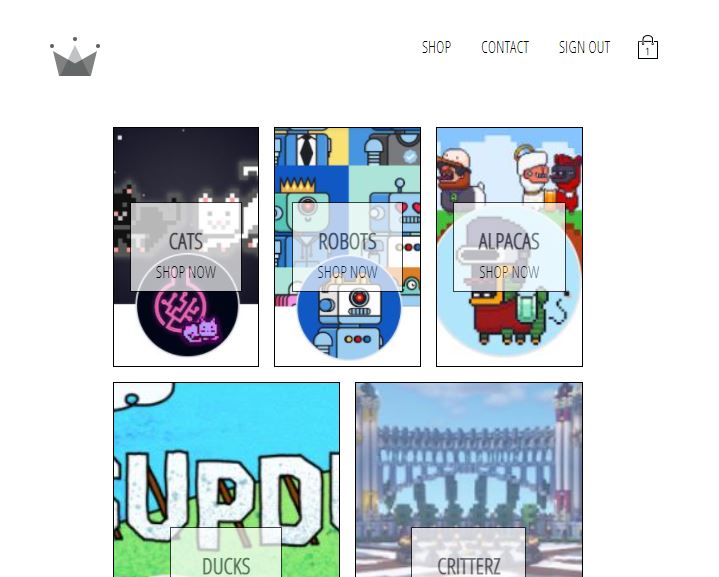 SHOP CONTACT SIGN OUT 1
CATS
SHOP NOW
ROBOTS
SHOP NOW
ALPACAS
SHOP NOW
DUCKS
CRITTERZ